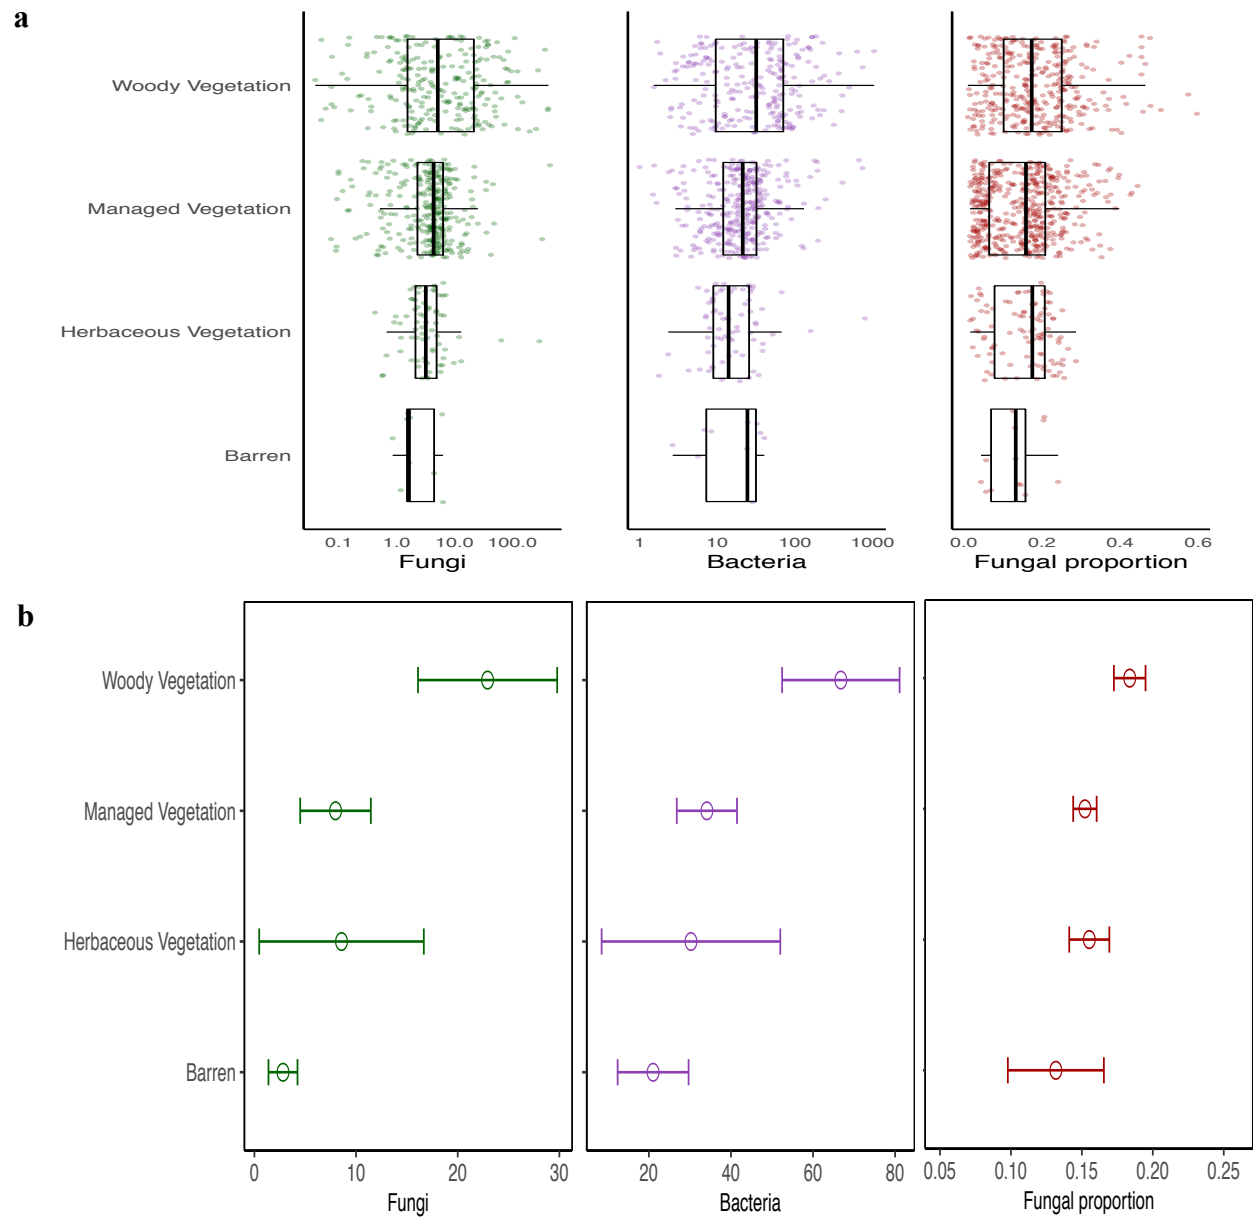 a
Woody Vegetation
Managed Vegetation
Herbaceous Vegetation
Barren
0.1 1.0 10.0 100.0
Fungi
1 10 100 1000
Bacteria
0.0 0.2 0.4 0.6
Fungal proportion
b
Woody Vegetation
Managed Vegetation
Herbaceous Vegetation
Barren
0 10 20 30
Fungi
20 40 60 80
Bacteria
0.05 0.10 0.15 0.20 0.25
Fungal proportion